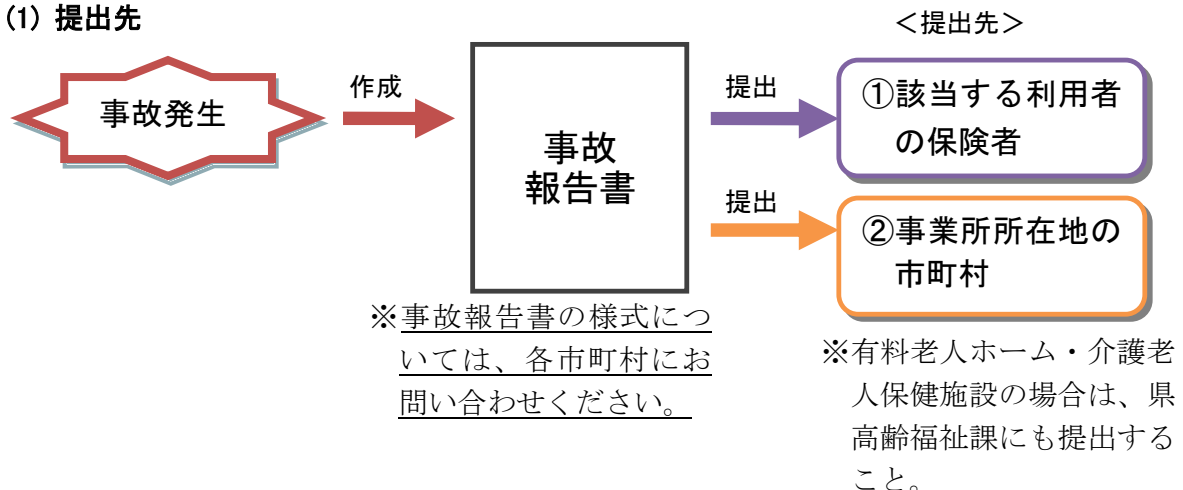 (1) 提出先
＜提出先＞
事故発生
作成
事故
報告書
提出
①該当する利用者
の保険者
提出
②事業所所在地の
市町村
※事故報告書の様式につ
いては、各市町村にお
問い合わせください。
※有料老人ホーム・介護老
人保健施設の場合は、県
高齢福祉課にも提出する
こと。